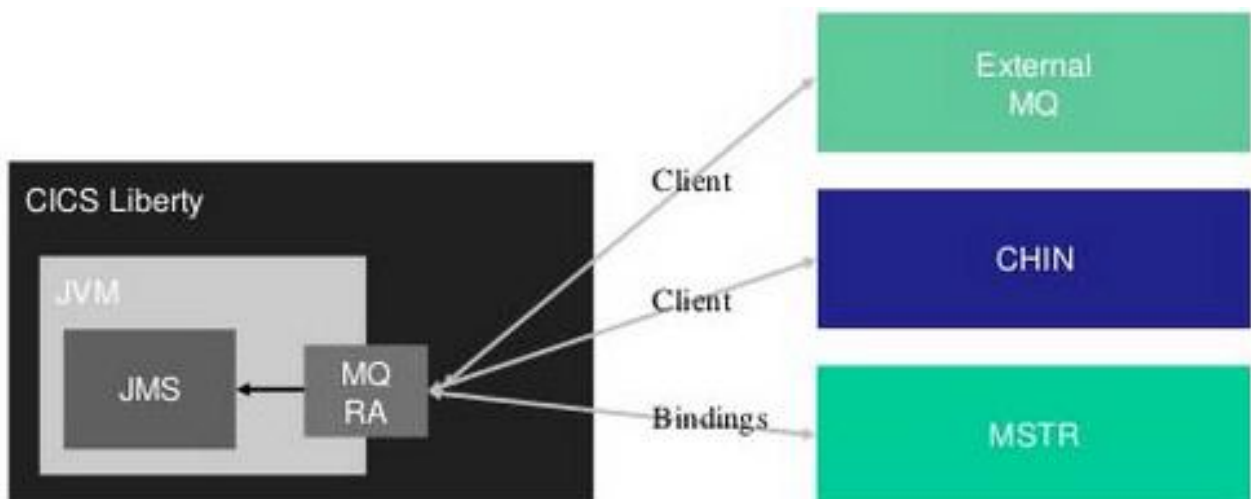 External
MQ
Client
CICS Liberty
CHIN
JVM
Client
JMS
MQ
RA
Bindings
MSTR